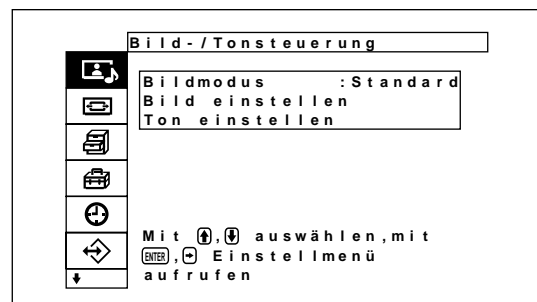 Bild-/Tonsteuerung
Bildmodus :Standard
Bild einstellen
Ton einstellen
Mit ↑,↓ auswählen,mit
ENTER,→ Einstellmenü
aufrufen